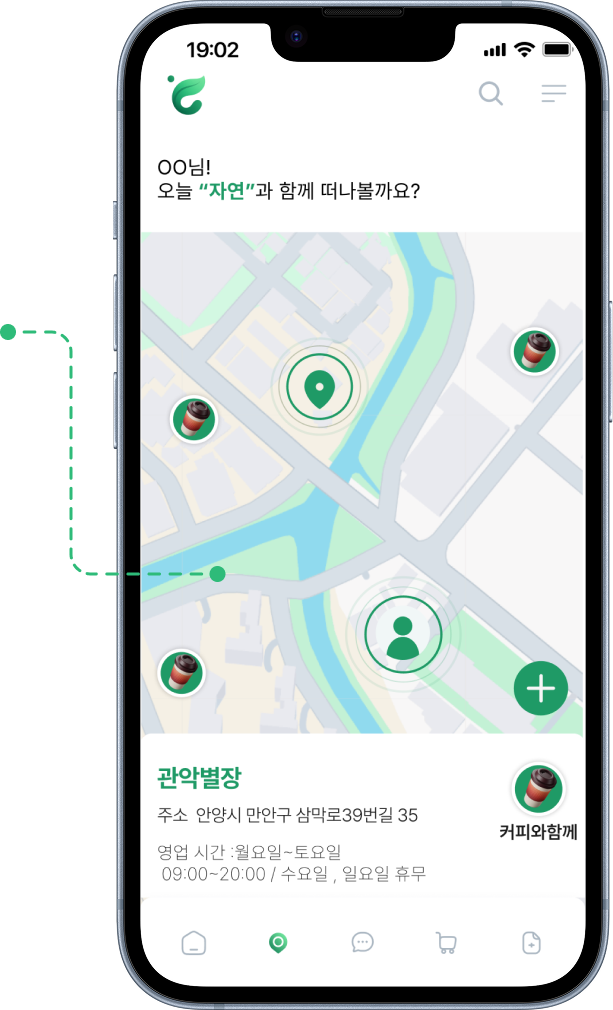 19:02
OO님!
오늘 “자연”과 함께 떠나볼까요?
관악별장
주소 안양시 만안구 삼막로39번길 35
커피와함께
영업 시간 :월요일~토요일
09:00~20:00 / 수요일 , 일요일 휴무